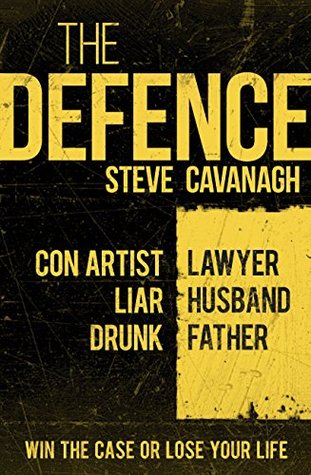 THE
DEFENCE
STEVE CAVANAGH
CON ARTIST
LIAR
DRUNK
LAWYER
HUSBAND
FATHER
WIN THE CASE OR LOSE YOUR LIFE